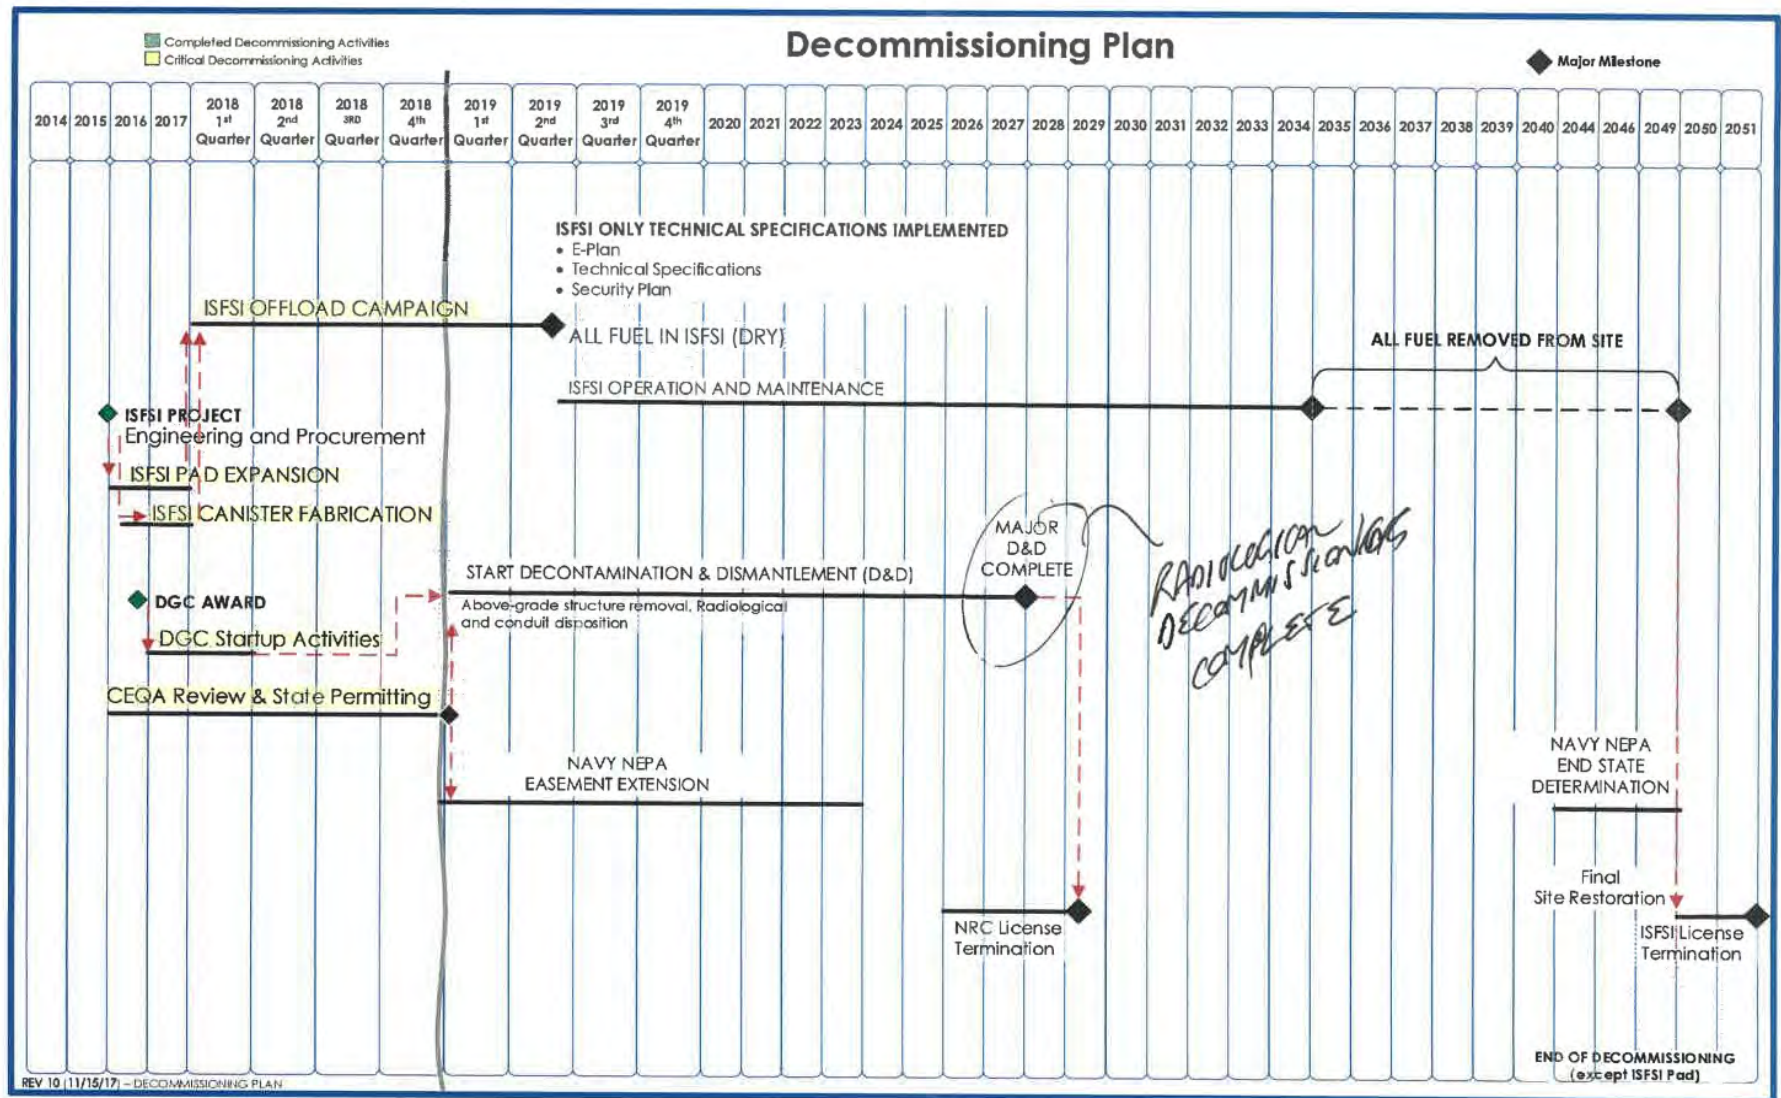 Completed Decommissioning Activities
Critical Decommissioning Activities
Decommissioning Plan
Major Milestone
2014 2015 2016 2017
2018 1st Quarter
2018 2nd Quarter
2018 3RD Quarter
2018 4th Quarter
2019 1st Quarter
2019 2nd Quarter
2019 3rd Quarter
2019 4th Quarter
2020 2021 2022 2023 2024 2025 2026 2027 2028 2029 2030 2031 2032 2033 2034 2035 2036 2037 2038 2039 2040 2044 2046 2049 2050 2051
ISFSI ONLY TECHNICAL SPECIFICATIONS IMPLEMENTED
• E-Plan
• Technical Specifications
• Security Plan
ISFSI OFFLOAD CAMPAIGN
ALL FUEL IN ISFSI (DRY)
ALL FUEL REMOVED FROM SITE
ISFSI OPERATION AND MAINTENANCE
ISFSI PROJECT
Engineering and Procurement
ISFSI PAD EXPANSION
ISFSI CANISTER FABRICATION
MAJOR
D&D
COMPLETE
RADIOLOGICAL
DECOMMISSIONING
COMPLETE
START DECONTAMINATION & DISMANTLEMENT (D&D)
Above-grade structure removal, Radiological
and conduit disposition
DGC AWARD
DGC Startup Activities
CEQA Review & State Permitting
NAVY NEPA
EASEMENT EXTENSION
NAVY NEPA
END STATE
DETERMINATION
Final
Site Restoration
NRC License
Termination
ISFSI License
Termination
END OF DECOMMISSIONING
(except ISFSI Pad)
REV 10 (11/15/17) – DECOMMISSIONING PLAN